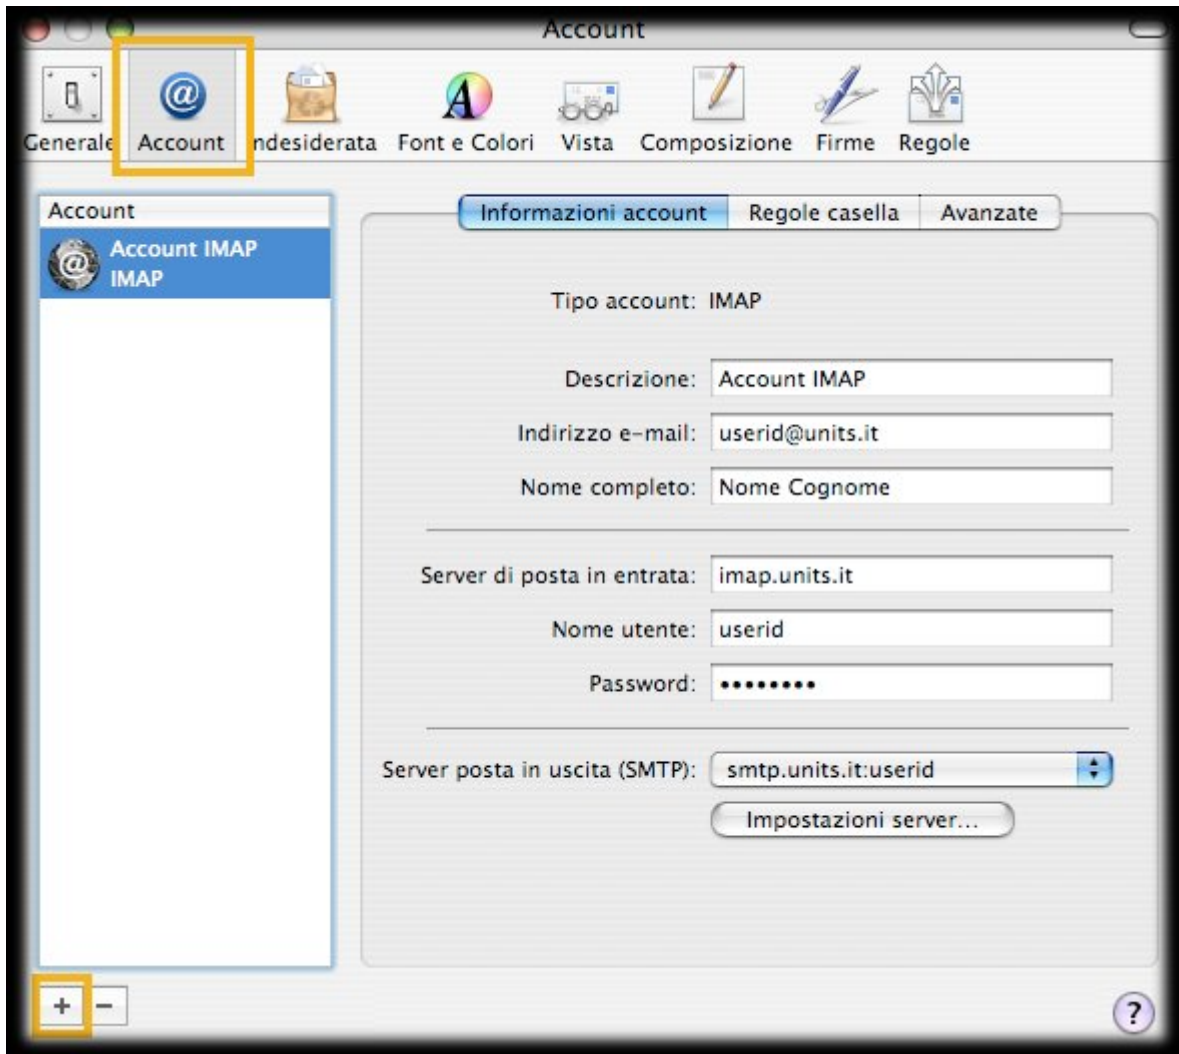 Account
Generale Account Indesiderata Font e Colori Vista Composizione Firme Regole
Account
Account IMAP
IMAP
Informazioni account Regole casella Avanzate
Tipo account: IMAP
Descrizione: Account IMAP
Indirizzo e-mail: userid@units.it
Nome completo: Nome Cognome
Server di posta in entrata: imap.units.it
Nome utente: userid
Password: ••••••••
Server posta in uscita (SMTP): smtp.units.it:userid
Impostazioni server...
+ −
?